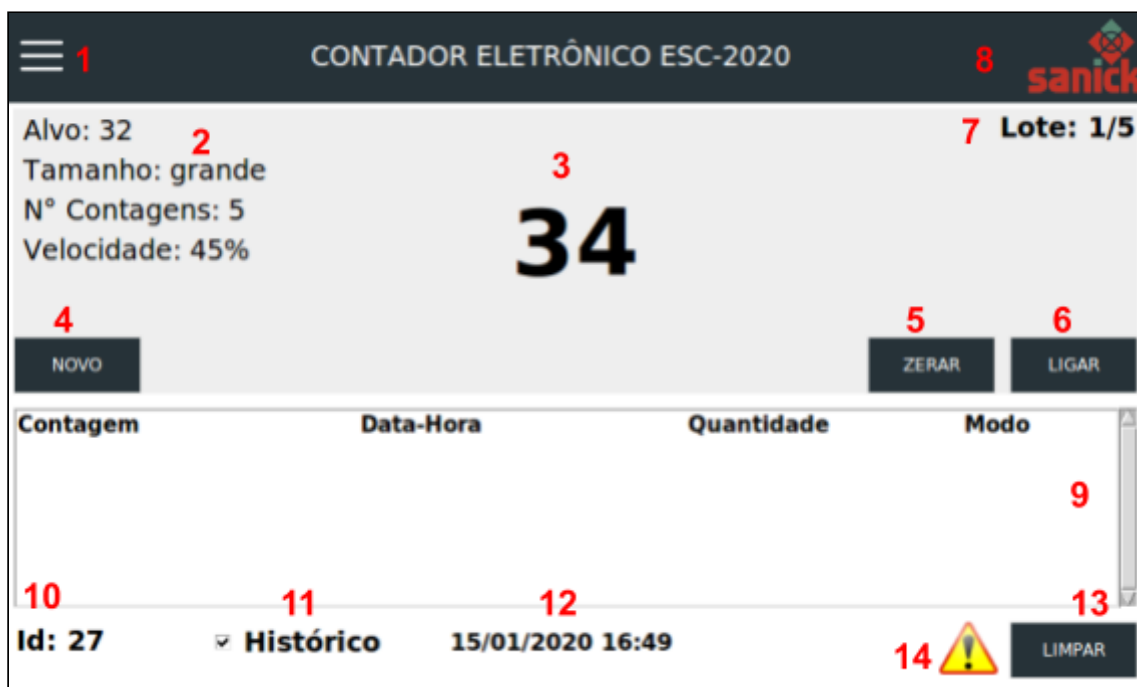 1 CONTADOR ELETRÔNICO ESC-2020 8 sanick
Alvo: 32 2 7 Lote: 1/5
Tamanho: grande 3
N° Contagens: 5 34
Velocidade: 45%
4 5 6
NOVO ZERAR LIGAR
Contagem Data-Hora Quantidade Modo
9
10 11 12 13
Id: 27 Histórico 15/01/2020 16:49 14 LIMPAR